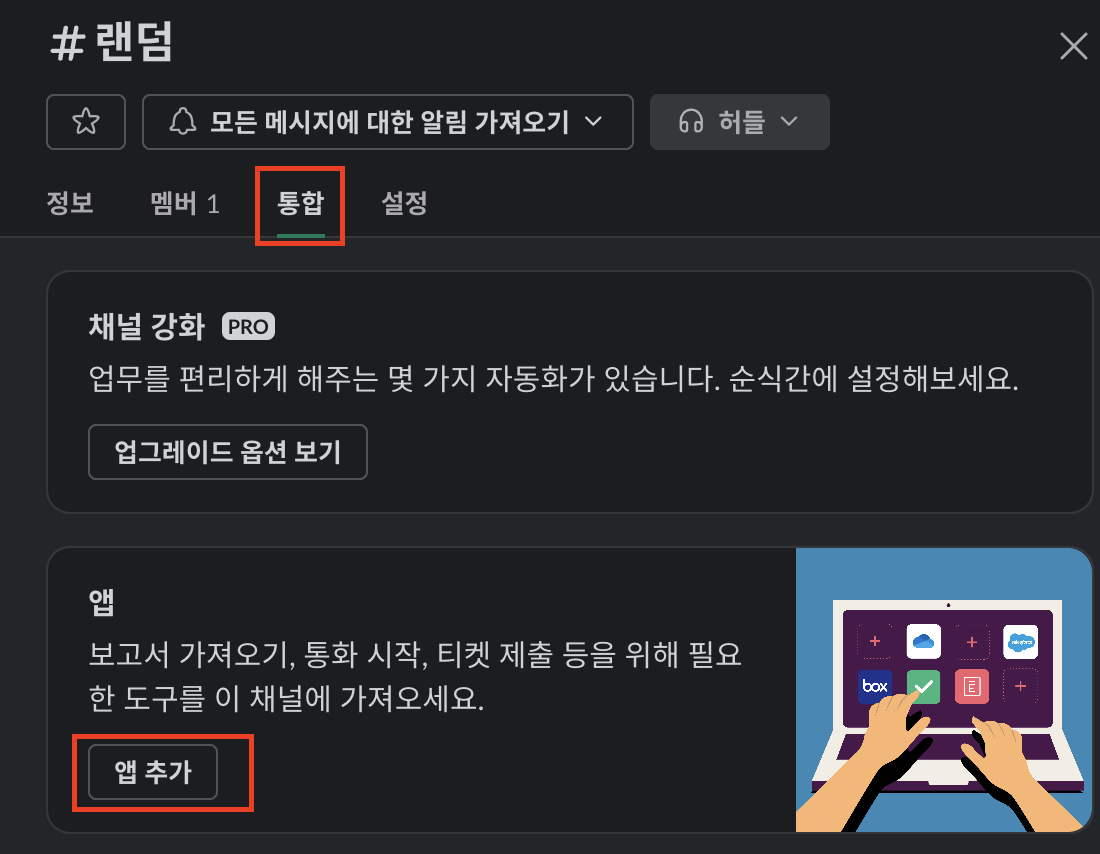 # 랜덤
모든 메시지에 대한 알림 가져오기
허들
정보 멤버 1 통합 설정
채널 강화 PRO
업무를 편리하게 해주는 몇 가지 자동화가 있습니다. 순식간에 설정해보세요.
업그레이드 옵션 보기
앱
보고서 가져오기, 통화 시작, 티켓 제출 등을 위해 필요
한 도구를 이 채널에 가져오세요.
앱 추가
salesforce
box
E